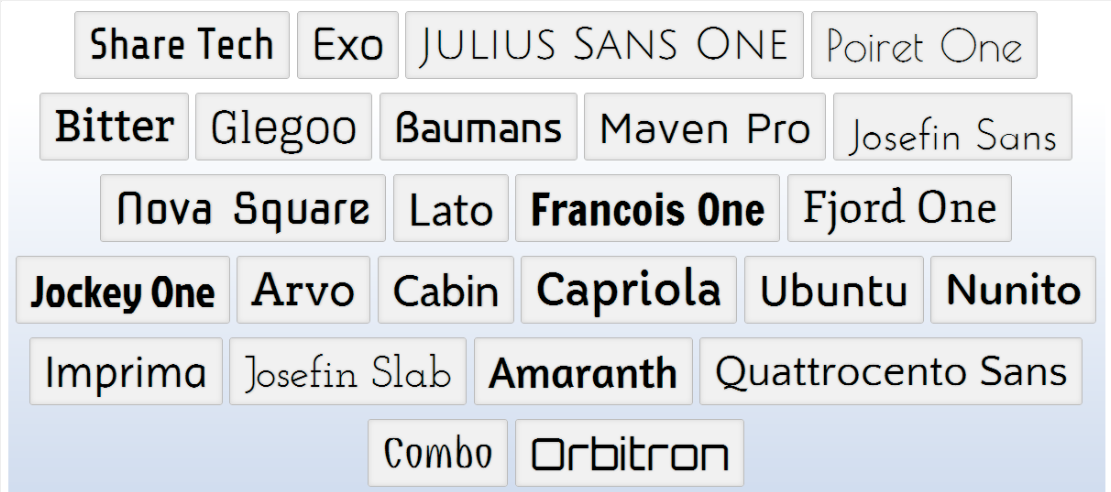 Share Tech Exo Julius Sans One Poiret One
Bitter Glegoo Baumans Maven Pro Josefin Sans
Nova Square Lato Francois One Fjord One
Jockey One Arvo Cabin Capriola Ubuntu Nunito
Imprima Josefin Slab Amaranth Quattrocento Sans
Combo Orbitron